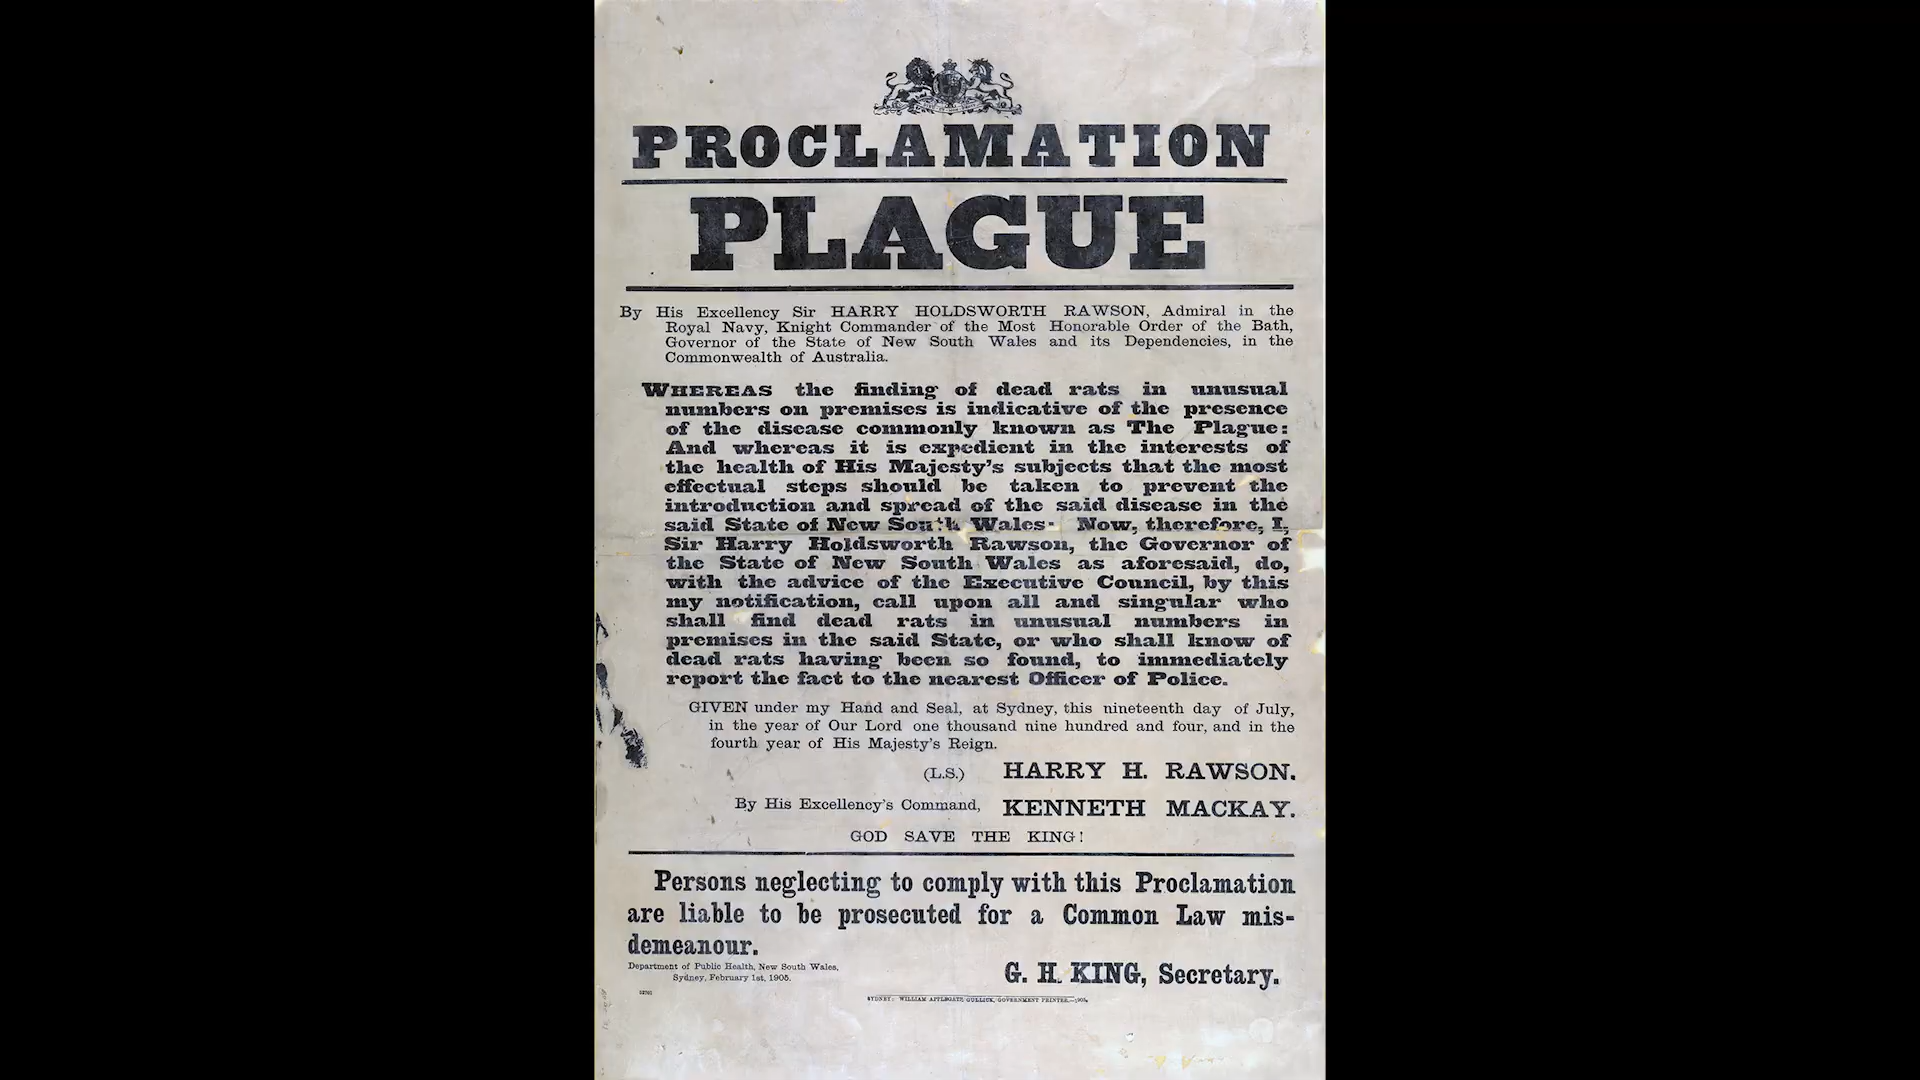 PROCLAMATION
PLAGUE
By His Excellency Sir HARRY HOLDSWORTH RAWSON, Admiral in the
Royal Navy, Knight Commander of the Most Honorable Order of the Bath,
Governor of the State of New South Wales and its Dependencies, in the
Commonwealth of Australia.
WHEREAS the finding of dead rats in unusual
numbers on premises is indicative of the presence
of the disease commonly known as The Plague:
And whereas it is expedient in the interests of
the health of His Majesty's subjects that the most
effectual steps should be taken to prevent the
introduction and spread of the said disease in the
said State of New South Wales: Now, therefore, I,
Sir Harry Holdsworth Rawson, the Governor of
the State of New South Wales as aforesaid, do,
with the advice of the Executive Council, by this
my notification, call upon all and singular who
shall find dead rats in unusual numbers in
premises in the said State, or who shall know of
dead rats having been so found, to immediately
report the fact to the nearest Officer of Police.
GIVEN under my Hand and Seal, at Sydney, this nineteenth day of July,
in the year of Our Lord one thousand nine hundred and four, and in the
fourth year of His Majesty's Reign.
(L.S.) HARRY H. RAWSON.
By His Excellency's Command, KENNETH MACKAY.
GOD SAVE THE KING!
Persons neglecting to comply with this Proclamation
are liable to be prosecuted for a Common Law mis-
demeanour.
Department of Public Health, New South Wales,
Sydney, February 1st, 1905.
G. H. KING, Secretary.
SYDNEY: WILLIAM APPLEGATE GULLICK, GOVERNMENT PRINTER.—1905.